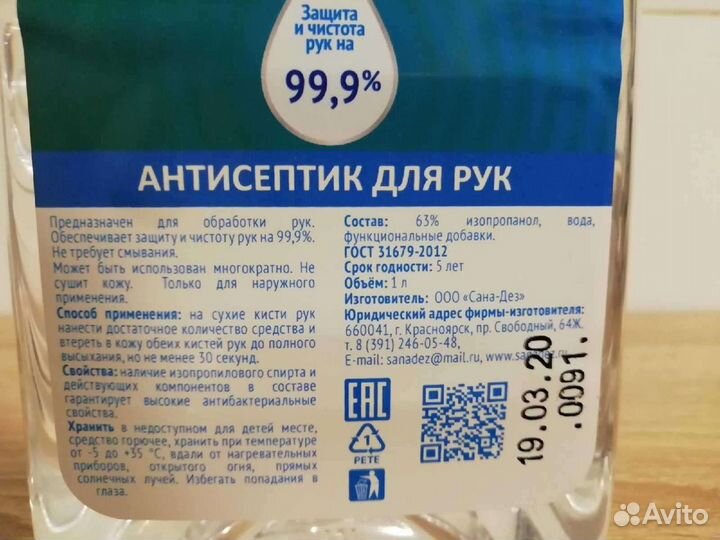 Защита
и чистота
рук на
99,9%
АНТИСЕПТИК ДЛЯ РУК
Предназначен для обработки рук.
Обеспечивает защиту и чистоту рук на 99,9%.
Не требует смывания.
Может быть использован многократно. Не
сушит кожу. Только для наружного
применения.
Способ применения: на сухие кисти рук
нанести достаточное количество средства и
втереть в кожу обеих кистей рук до полного
высыхания, но не менее 30 секунд.
Свойства: наличие изопропилового спирта и
действующих компонентов в составе
гарантирует высокие антибактериальные
свойства.
Хранить в недоступном для детей месте,
средство горючее, хранить при температуре
от -5 до +35 °С, вдали от нагревательных
приборов, открытого огня, прямых
солнечных лучей. Избегать попадания в
глаза.
Состав: 63% изопропанол, вода,
функциональные добавки.
ГОСТ 31679-2012
Срок годности: 5 лет
Объём: 1 л
Изготовитель: ООО «Сана-Дез»
Юридический адрес фирмы-изготовителя:
660041, г. Красноярск, пр. Свободный, 64Ж.
т. 8 (391) 246-05-48,
E-mail: sanadez@mail.ru, www.sanadez.ru
EAC
1
PETE
19.03.20
.0091.
Avito